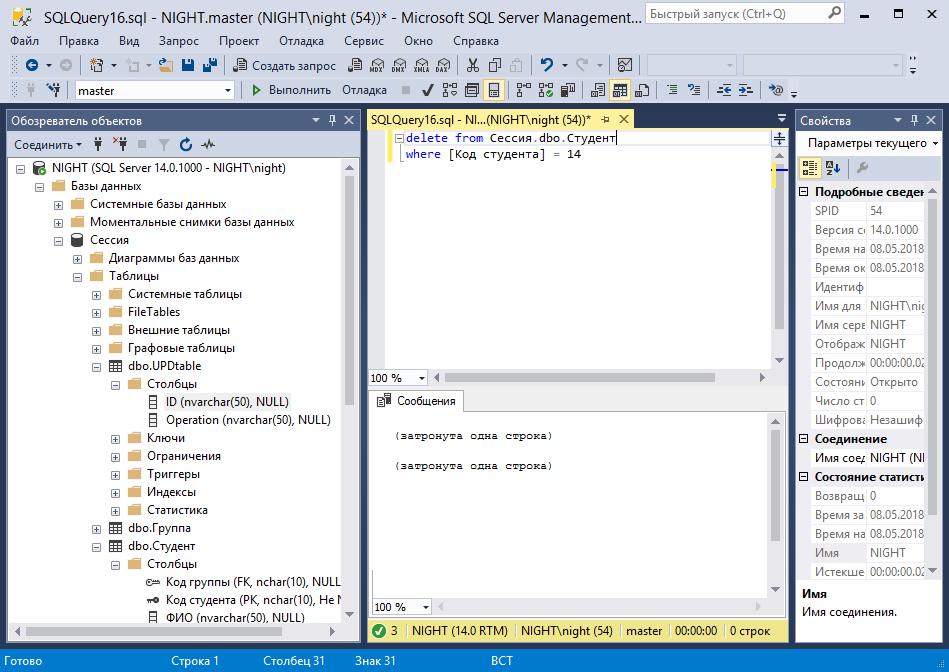 SQLQuery16.sql - NIGHT.master (NIGHT\night (54))* - Microsoft SQL Server Management...
Быстрый запуск (Ctrl+Q)
Файл Правка Вид Запрос Проект Отладка Сервис Окно Справка
Создать запрос MDX DMX XMLA DAX
master Выполнить Отладка
Обозреватель объектов
Соединить
NIGHT (SQL Server 14.0.1000 - NIGHT\night)
Базы данных
Системные базы данных
Моментальные снимки базы данных
Сессия
Диаграммы баз данных
Таблицы
Системные таблицы
FileTables
Внешние таблицы
Графовые таблицы
dbo.UPDtable
Столбцы
ID (nvarchar(50), NULL)
Operation (nvarchar(50), NULL)
Ключи
Ограничения
Триггеры
Индексы
Статистика
dbo.Группа
dbo.Студент
Столбцы
Код группы (FK, nchar(10), NULL
Код студента (PK, nchar(10), Не N
ФИО (nvarchar(50), NULL)
SQLQuery16.sql - NI...(NIGHT\night (54))*
delete from Сессия.dbo.Студент
where [Код студента] = 14
100 %
Сообщения
(затронута одна строка)
(затронута одна строка)
100 %
3 NIGHT (14.0 RTM) NIGHT\night (54) master 00:00:00 0 строк
Свойства
Параметры текущего
Подробные сведен
SPID 54
Версия се 14.0.1000
Время на 08.05.2018
Время ок 08.05.2018
Идентиф
Имя для NIGHT\nig
Имя серв NIGHT
Отображ NIGHT
Продолж 00:00:00.02
Состояни Открыто
Число ст 0
Шифрова Незашиф
Соединение
Имя соед NIGHT (NI
Состояние статисти
Возвращ 0
Время за 08.05.2018
Время на 08.05.2018
Имя NIGHT
Истекше 00:00:00.02
Имя
Имя соединения.
Готово Строка 1 Столбец 31 Знак 31 ВСТ